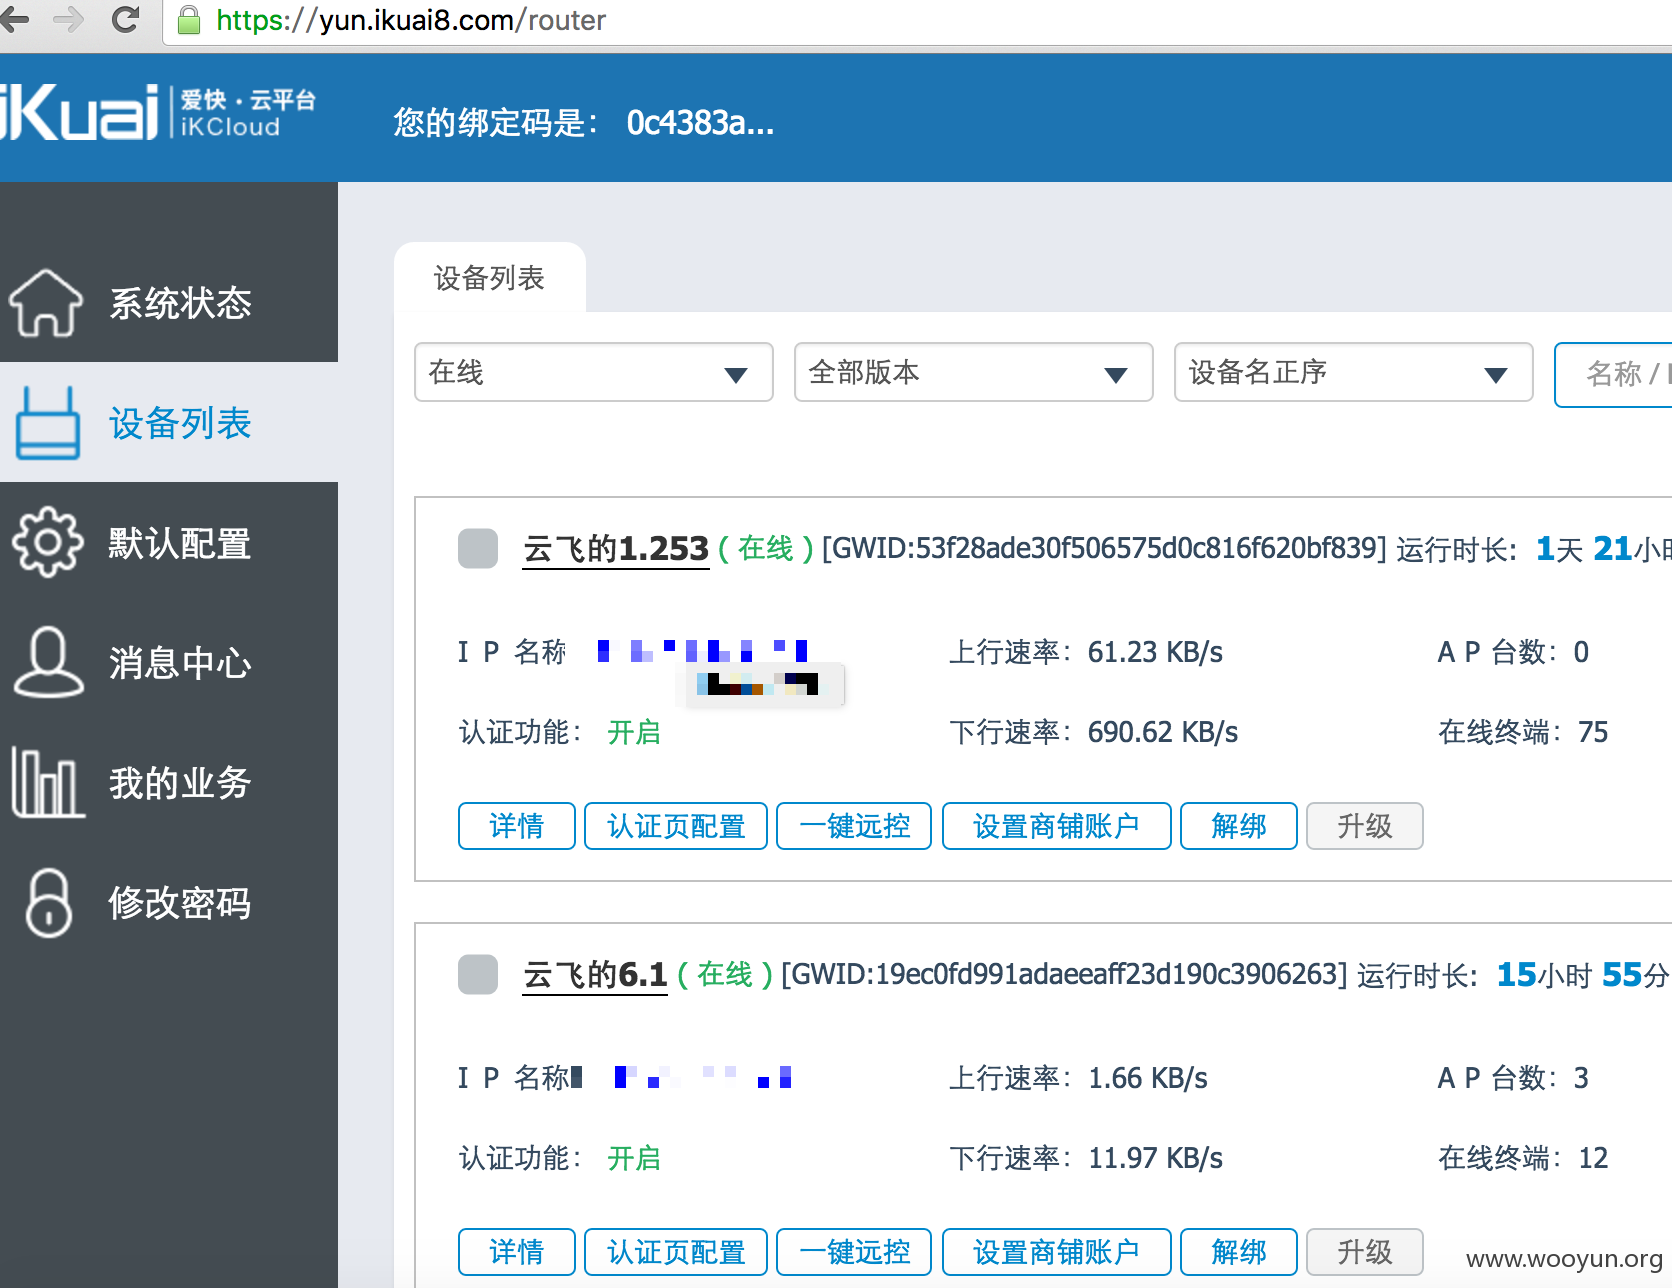 https://yun.ikuai8.com/router
iKuai 爱快·云平台
iKCloud
您的绑定码是： 0c4383a...
系统状态
设备列表
默认配置
消息中心
我的业务
修改密码
设备列表
在线 全部版本 设备名正序 名称 /
云飞的1.253 ( 在线 ) [GWID:53f28ade30f506575d0c816f620bf839] 运行时长: 1天 21小时
I P 名称 上行速率: 61.23 KB/s A P 台数: 0
认证功能: 开启 下行速率: 690.62 KB/s 在线终端: 75
详情 认证页配置 一键远控 设置商铺账户 解绑 升级
云飞的6.1 ( 在线 ) [GWID:19ec0fd991adaeeaff23d190c3906263] 运行时长: 15小时 55分
I P 名称 上行速率: 1.66 KB/s A P 台数: 3
认证功能: 开启 下行速率: 11.97 KB/s 在线终端: 12
详情 认证页配置 一键远控 设置商铺账户 解绑 升级
www.wooyun.org